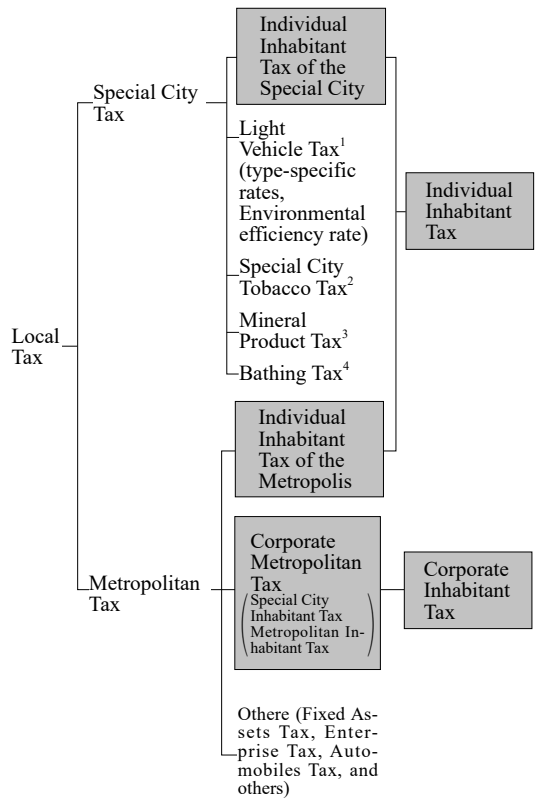 Local
Tax
Special City
Tax
Individual
Inhabitant
Tax of the
Special City
Light
Vehicle Tax¹
(type-specific
rates,
Environmental
efficiency rate)
Special City
Tobacco Tax²
Mineral
Product Tax³
Bathing Tax⁴
Individual
Inhabitant
Tax
Metropolitan
Tax
Individual
Inhabitant
Tax of the
Metropolis
Corporate
Metropolitan
Tax
(Special City
Inhabitant Tax
Metropolitan In-
habitant Tax)
Corporate
Inhabitant
Tax
Othere (Fixed As-
sets Tax, Enter-
prise Tax, Auto-
mobiles Tax, and
others)